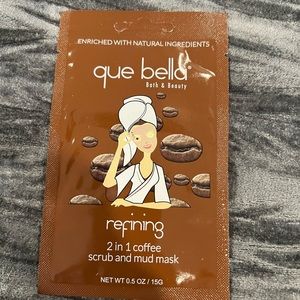 ENRICHED WITH NATURAL INGREDIENTS
que bella
Bath & Beauty
refining
2 in 1 coffee
scrub and mud mask
NET WT 0.5 OZ / 15G